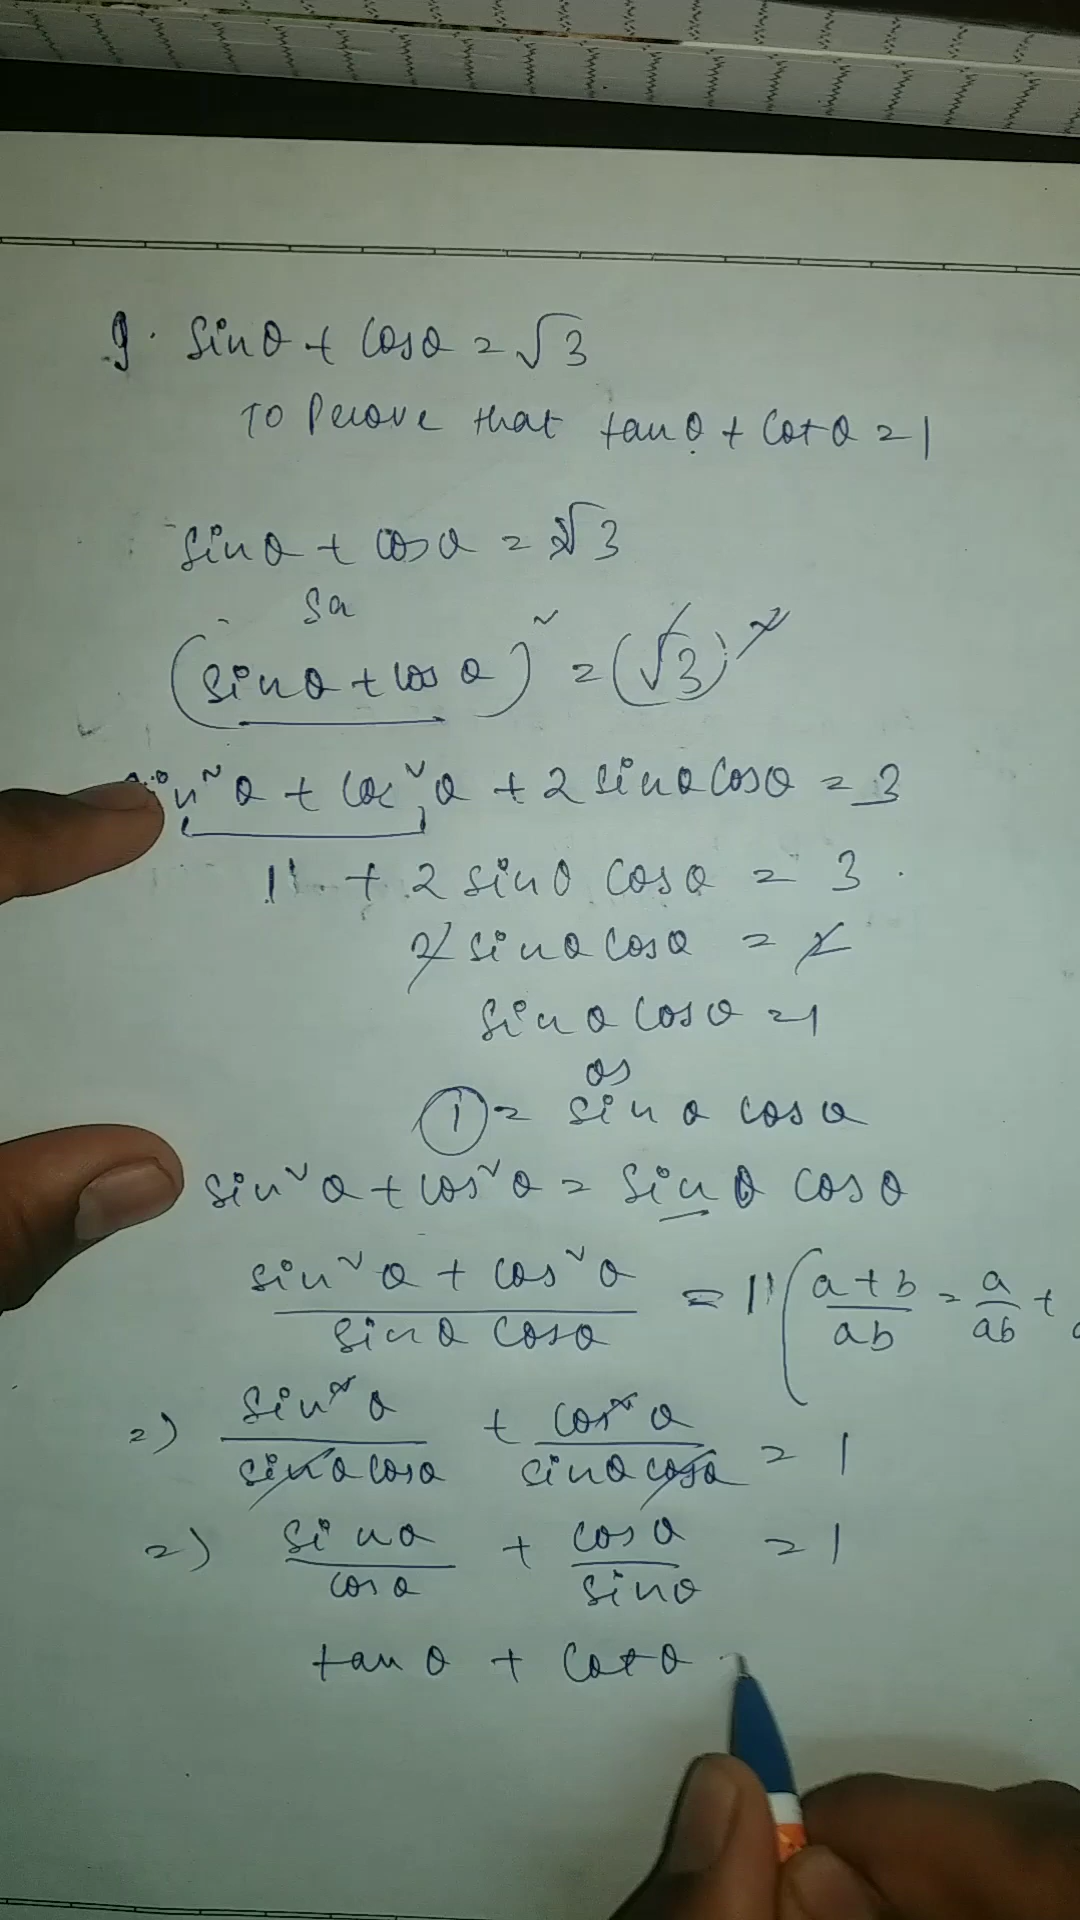 9. Sinθ + Cosθ = √3
To Prove that tanθ + Cotθ = 1
Sinθ + Cosθ = √3
Sa
(Sinθ + Cosθ)² = (√3)²
Sin²θ + Cos²θ + 2 Sinθ Cosθ = 3
1 + 2 Sinθ Cosθ = 3
2 Sinθ Cosθ = 2
Sinθ Cosθ = 1
or
1 = Sinθ Cosθ
Sin²θ + Cos²θ = Sinθ Cosθ
(Sin²θ + Cos²θ)/(Sinθ Cosθ) = 1 ( (a+b)/ab = a/ab +
=) Sin²θ/(Sinθ Cosθ) + Cos²θ/(Sinθ Cosθ) = 1
=) Sinθ/Cosθ + Cosθ/Sinθ = 1
tanθ + Cotθ